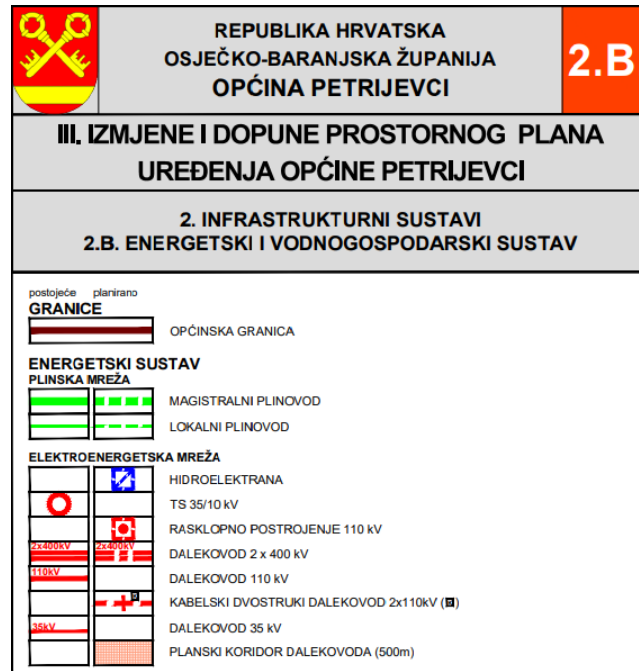 REPUBLIKA HRVATSKA
OSJEČKO-BARANJSKA ŽUPANIJA
OPĆINA PETRIJEVCI
2.B
III. IZMJENE I DOPUNE PROSTORNOG PLANA
UREĐENJA OPĆINE PETRIJEVCI
2. INFRASTRUKTURNI SUSTAVI
2.B. ENERGETSKI I VODNOGOSPODARSKI SUSTAV
postojeće planirano
GRANICE
OPĆINSKA GRANICA
ENERGETSKI SUSTAV
PLINSKA MREŽA
MAGISTRALNI PLINOVOD
LOKALNI PLINOVOD
ELEKTROENERGETSKA MREŽA
HIDROELEKTRANA
TS 35/10 kV
RASKLOPNO POSTROJENJE 110 kV
2x400kV 2x400kV DALEKOVOD 2 x 400 kV
110kV DALEKOVOD 110 kV
KABELSKI DVOSTRUKI DALEKOVOD 2x110kV ()
35kV DALEKOVOD 35 kV
PLANSKI KORIDOR DALEKOVODA (500m)